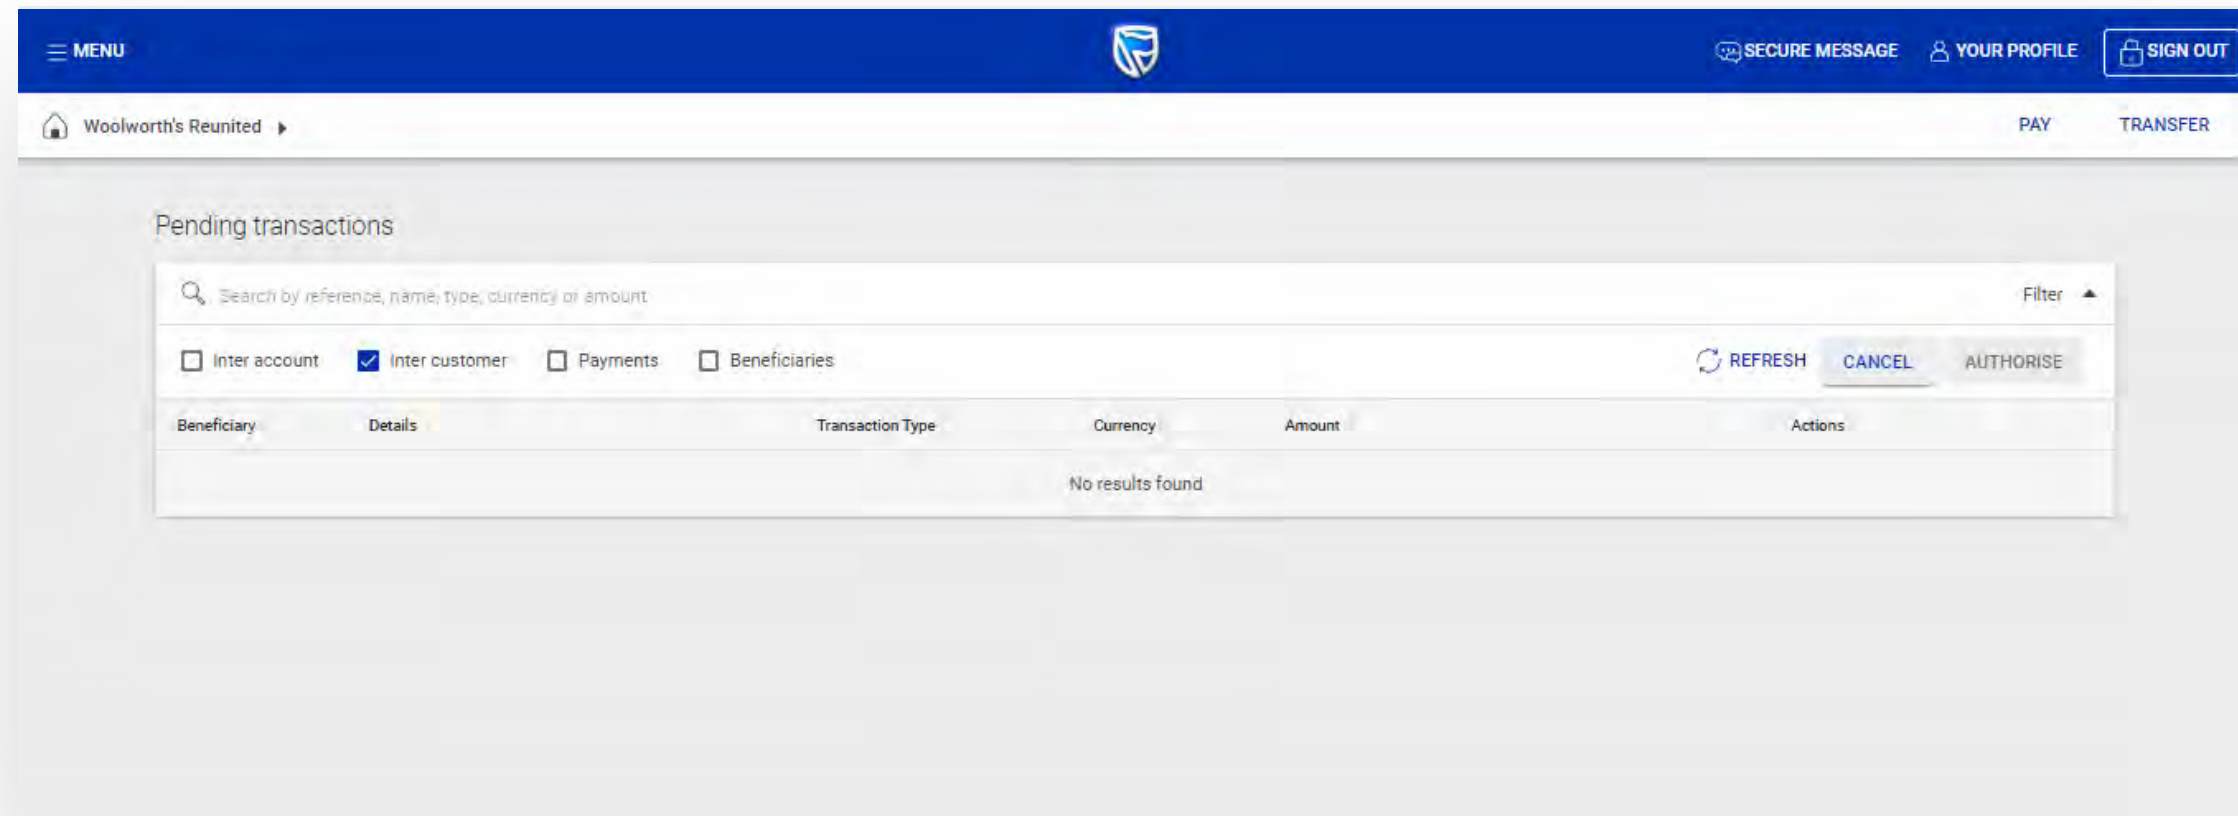 MENU
SECURE MESSAGE
YOUR PROFILE
SIGN OUT
Woolworth's Reunited
PAY
TRANSFER
Pending transactions
Search by reference, name, type, currency or amount
Filter
Inter account
Inter customer
Payments
Beneficiaries
REFRESH
CANCEL
AUTHORISE
Beneficiary
Details
Transaction Type
Currency
Amount
Actions
No results found